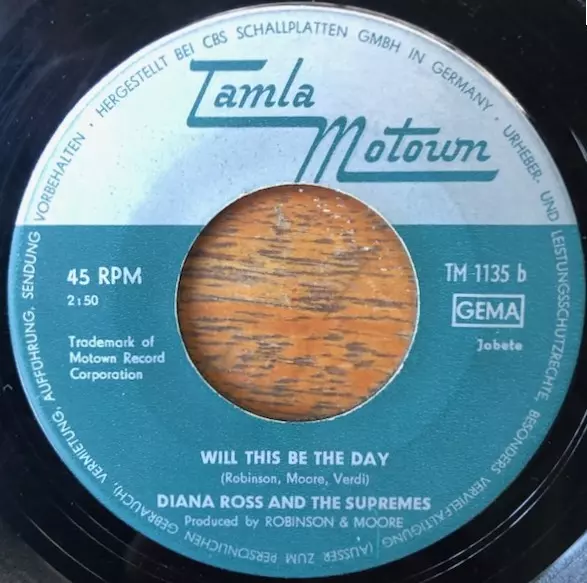 HERGESTELLT BEI CBS SCHALLPLATTEN GMBH IN GERMANY · URHEBER- UND LEISTUNGSSCHUTZRECHTE, BESONDERS VERVIELFÄLTIGUNG (AUSSER ZUM PERSÖNLICHEN GEBRAUCH), VERMIETUNG, AUFFÜHRUNG, SENDUNG VORBEHALTEN ·
Tamla
Motown
45 RPM
2:50
Trademark of
Motown Record
Corporation
TM 1135 b
GEMA
Jobete
WILL THIS BE THE DAY
(Robinson, Moore, Verdi)
DIANA ROSS AND THE SUPREMES
Produced by ROBINSON & MOORE